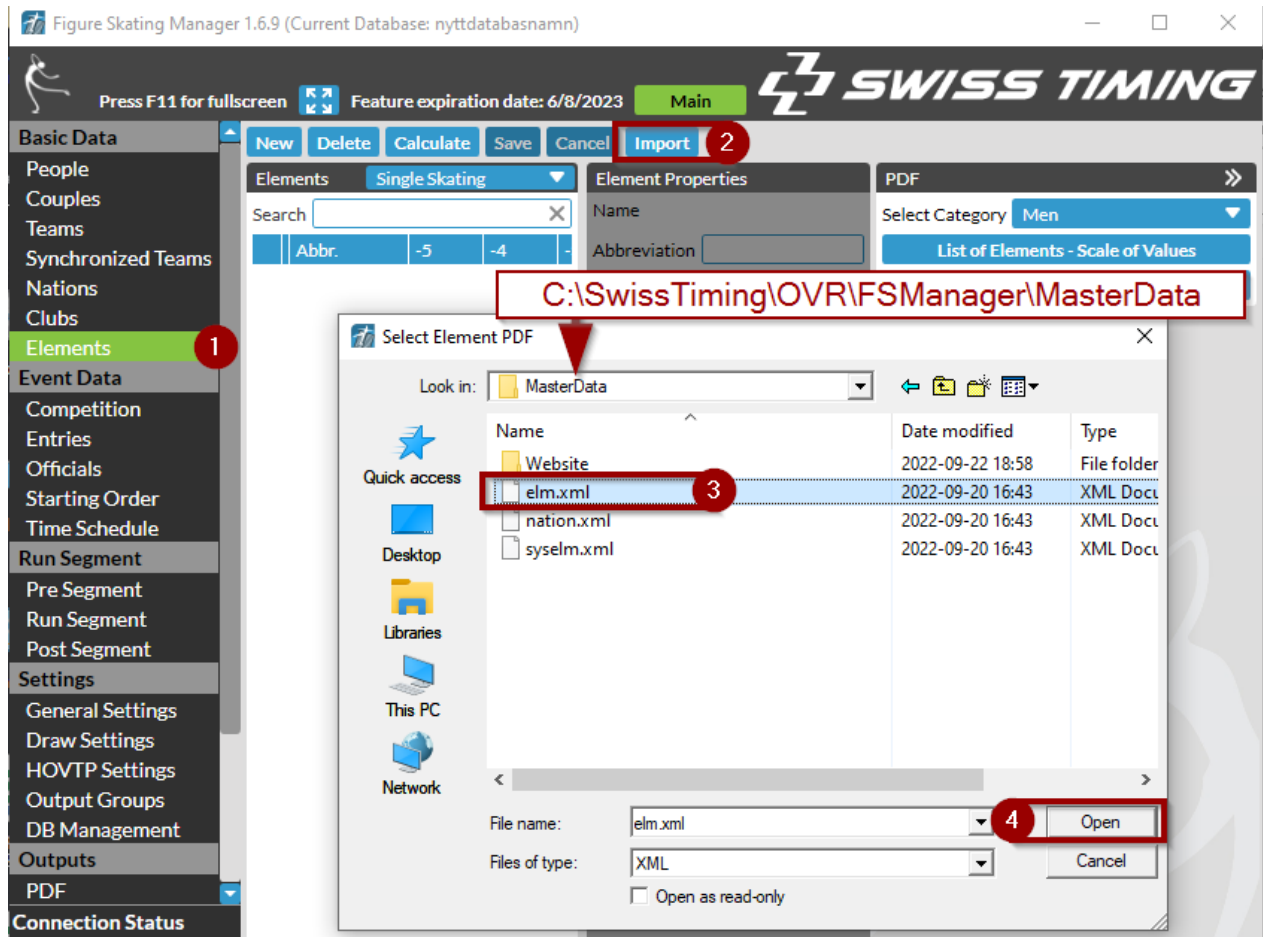 Figure Skating Manager 1.6.9 (Current Database: nyttdatabasnamn)
Press F11 for fullscreen
Feature expiration date: 6/8/2023
Main
SWISS TIMING
Basic Data
People
Couples
Teams
Synchronized Teams
Nations
Clubs
Elements
1
Event Data
Competition
Entries
Officials
Starting Order
Time Schedule
Run Segment
Pre Segment
Run Segment
Post Segment
Settings
General Settings
Draw Settings
HOVTP Settings
Output Groups
DB Management
Outputs
PDF
Connection Status
New Delete Calculate Save Cancel Import 2
Elements Single Skating
Search
Abbr. -5 -4 -
Element Properties
Name
Abbreviation
PDF
Select Category Men
List of Elements - Scale of Values
C:\SwissTiming\OVR\FSManager\MasterData
Select Element PDF
Look in: MasterData
Quick access
Desktop
Libraries
This PC
Network
Name Date modified Type
Website 2022-09-22 18:58 File folder
elm.xml 3 2022-09-20 16:43 XML Docu
nation.xml 2022-09-20 16:43 XML Docu
syselm.xml 2022-09-20 16:43 XML Docu
File name: elm.xml 4 Open
Files of type: XML Cancel
Open as read-only